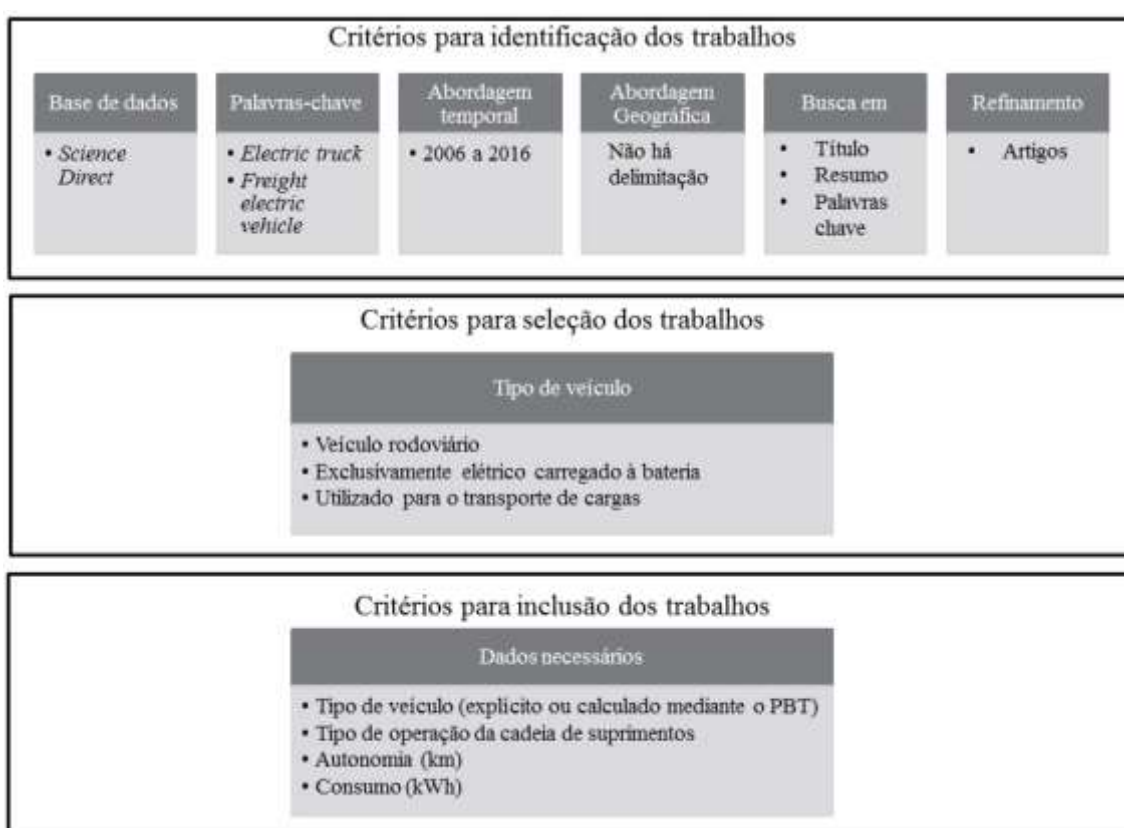 Critérios para identificação dos trabalhos
Base de dados
• Science
Direct
Palavras-chave
• Electric truck
• Freight
electric
vehicle
Abordagem
temporal
• 2006 a 2016
Abordagem
Geográfica
Não há
delimitação
Busca em
• Título
• Resumo
• Palavras
chave
Refinamento
• Artigos
Critérios para seleção dos trabalhos
Tipo de veículo
• Veículo rodoviário
• Exclusivamente elétrico carregado à bateria
• Utilizado para o transporte de cargas
Critérios para inclusão dos trabalhos
Dados necessários
• Tipo de veículo (explícito ou calculado mediante o PBT)
• Tipo de operação da cadeia de suprimentos
• Autonomia (km)
• Consumo (kWh)